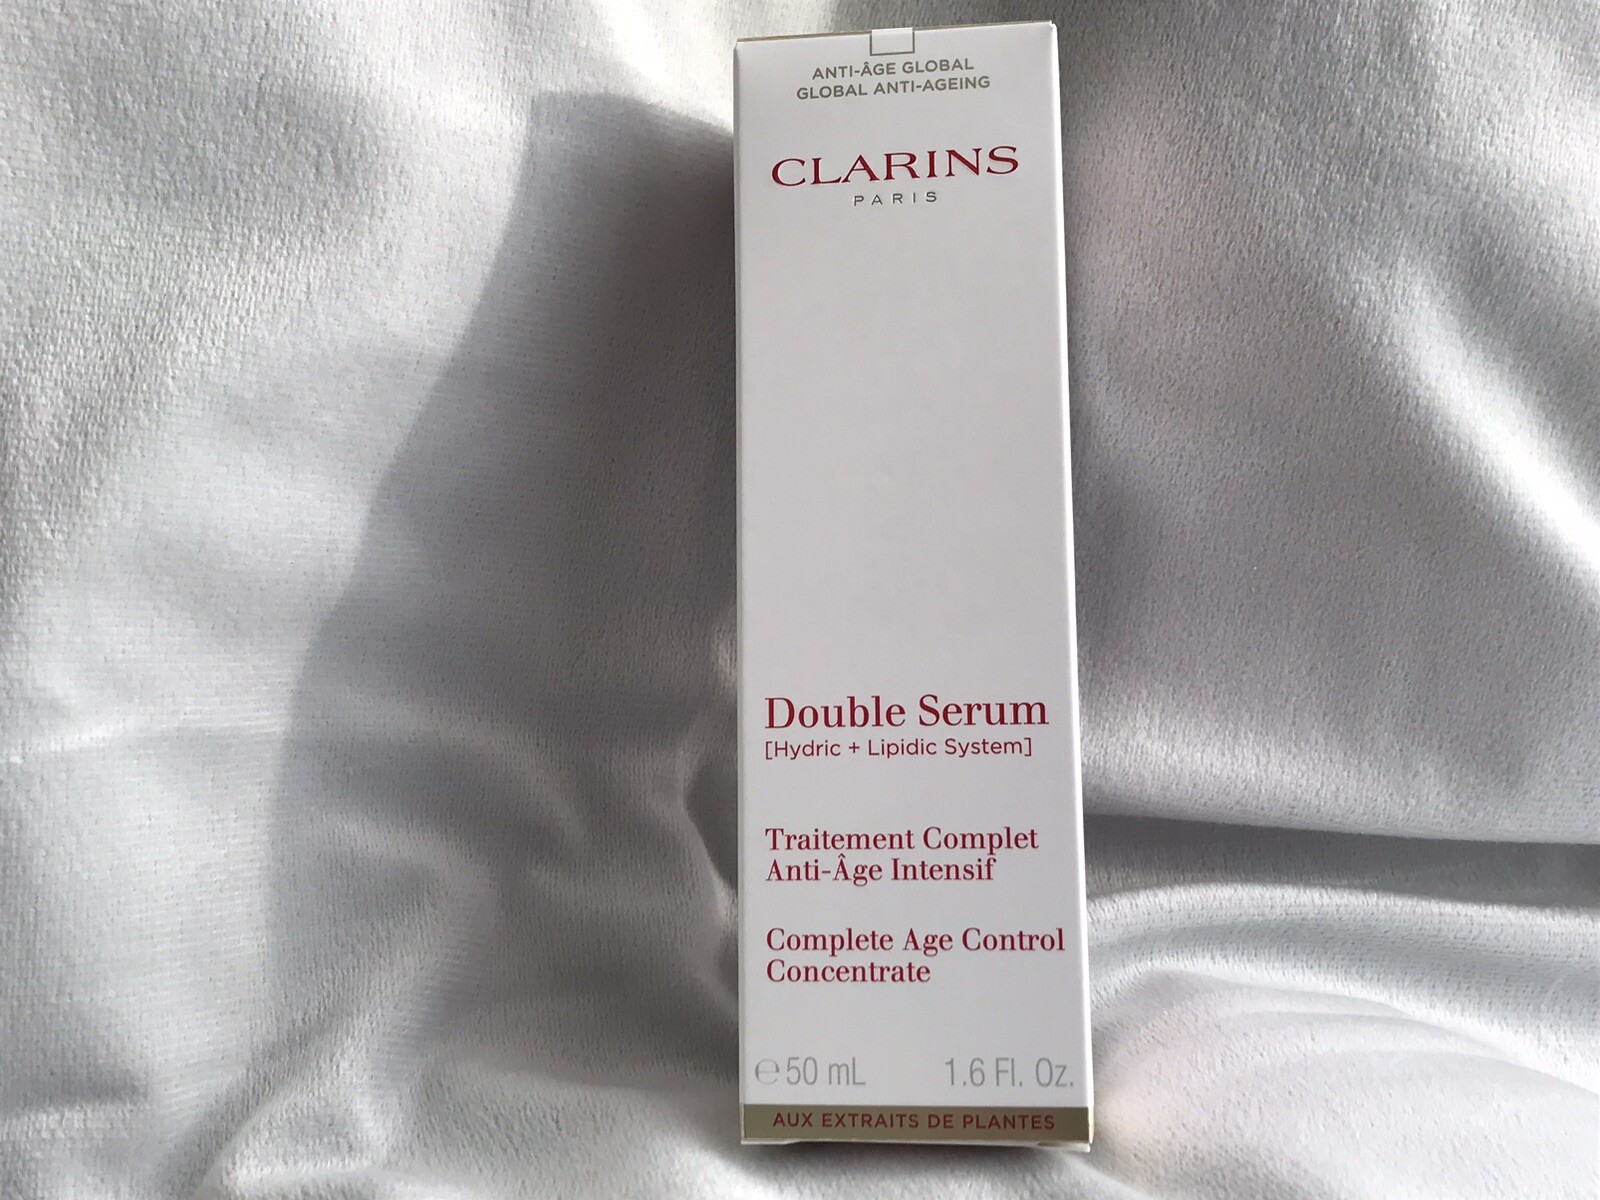 ANTI-ÂGE GLOBAL
GLOBAL ANTI-AGEING
CLARINS
PARIS
Double Serum
[Hydric + Lipidic System]
Traitement Complet
Anti-Âge Intensif
Complete Age Control
Concentrate
℮50 mL 1.6 Fl. Oz.
AUX EXTRAITS DE PLANTES